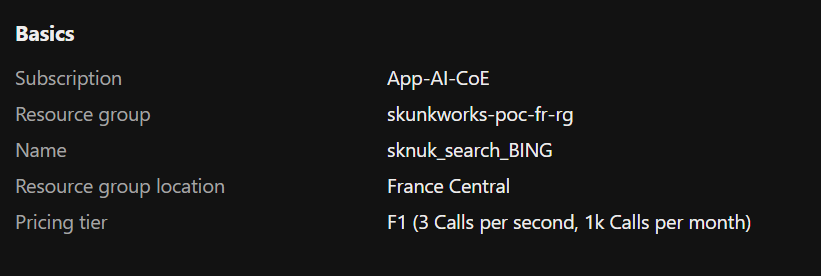 Basics
Subscription App-AI-CoE
Resource group skunkworks-poc-fr-rg
Name sknuk_search_BING
Resource group location France Central
Pricing tier F1 (3 Calls per second, 1k Calls per month)